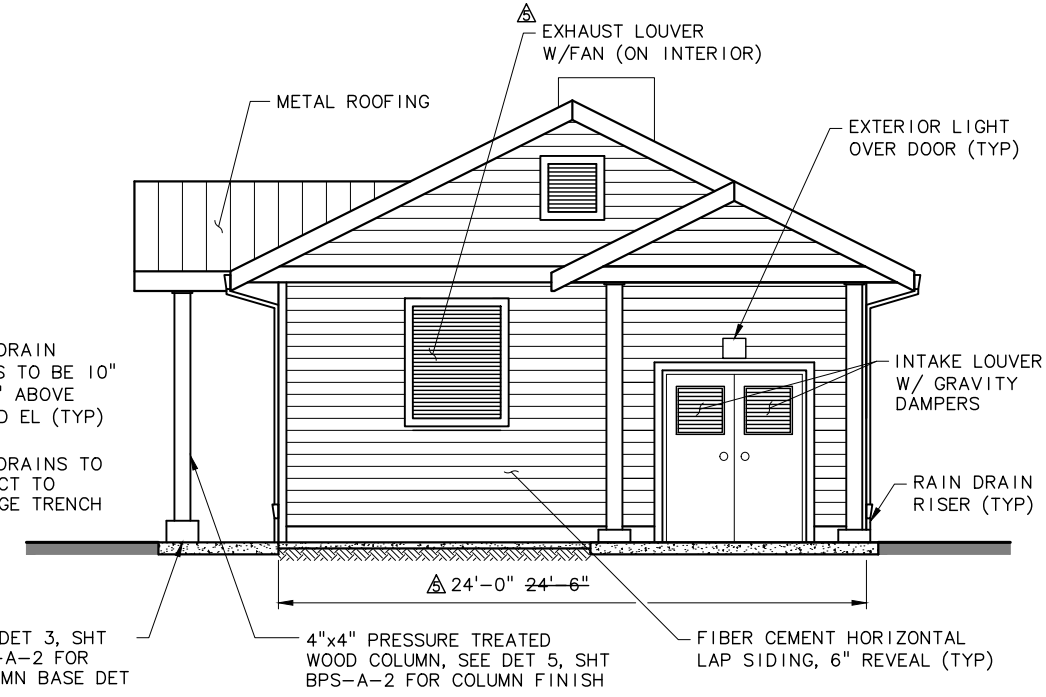 5
EXHAUST LOUVER
W/FAN (ON INTERIOR)
METAL ROOFING
EXTERIOR LIGHT
OVER DOOR (TYP)
DRAIN
S TO BE 10"
" ABOVE
D EL (TYP)
DRAINS TO
CT TO
GE TRENCH
INTAKE LOUVER
W/ GRAVITY
DAMPERS
RAIN DRAIN
RISER (TYP)
5 24'-0" 24'-6"
DET 3, SHT
-A-2 FOR
MN BASE DET
4"x4" PRESSURE TREATED
WOOD COLUMN, SEE DET 5, SHT
BPS-A-2 FOR COLUMN FINISH
FIBER CEMENT HORIZONTAL
LAP SIDING, 6" REVEAL (TYP)